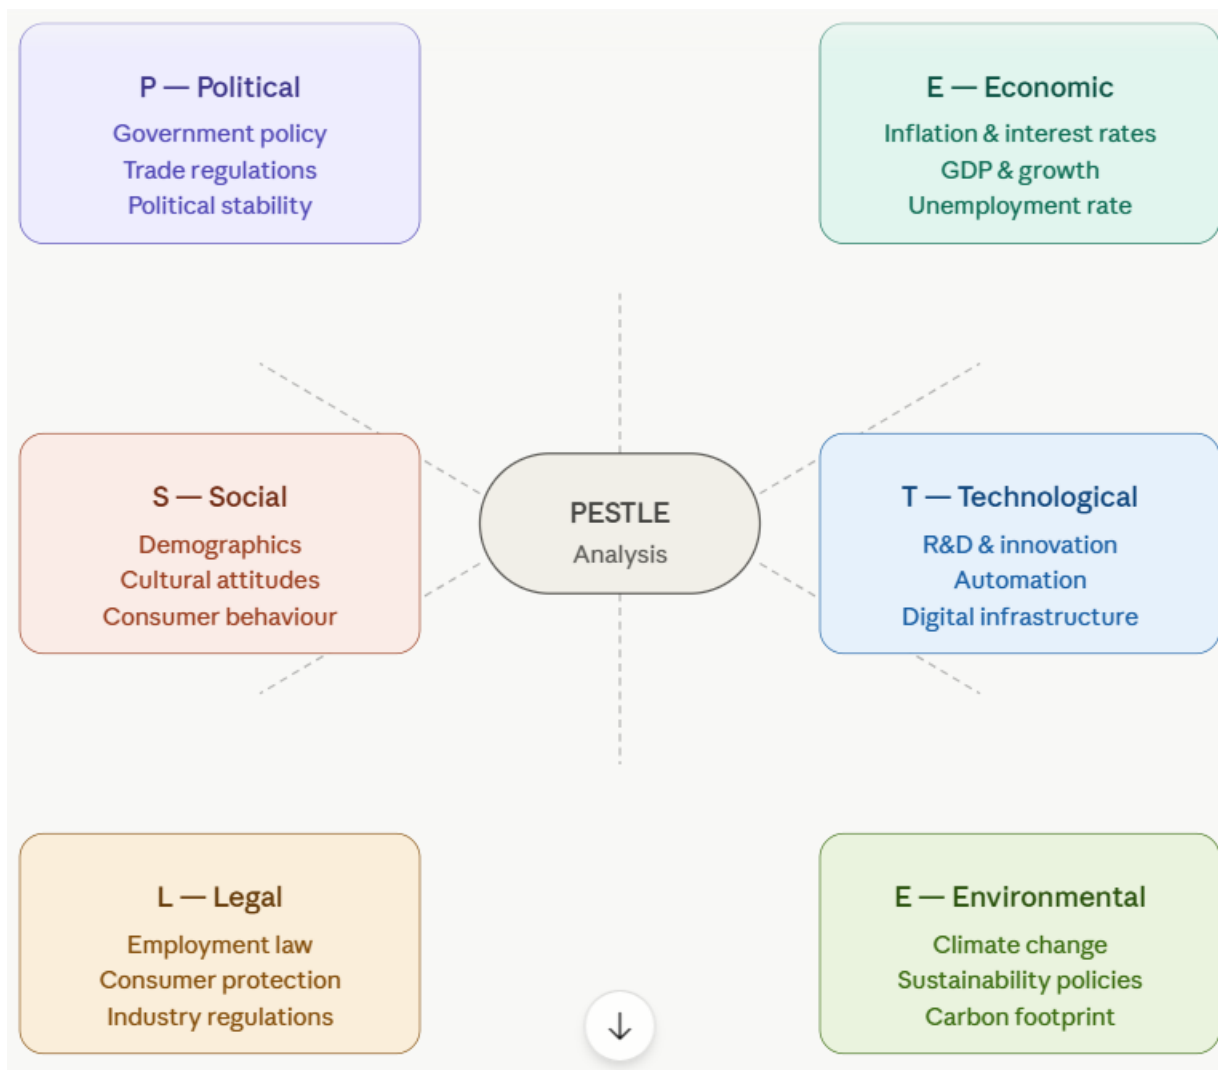 P — Political
Government policy
Trade regulations
Political stability
E — Economic
Inflation & interest rates
GDP & growth
Unemployment rate
S — Social
Demographics
Cultural attitudes
Consumer behaviour
PESTLE
Analysis
T — Technological
R&D & innovation
Automation
Digital infrastructure
L — Legal
Employment law
Consumer protection
Industry regulations
E — Environmental
Climate change
Sustainability policies
Carbon footprint